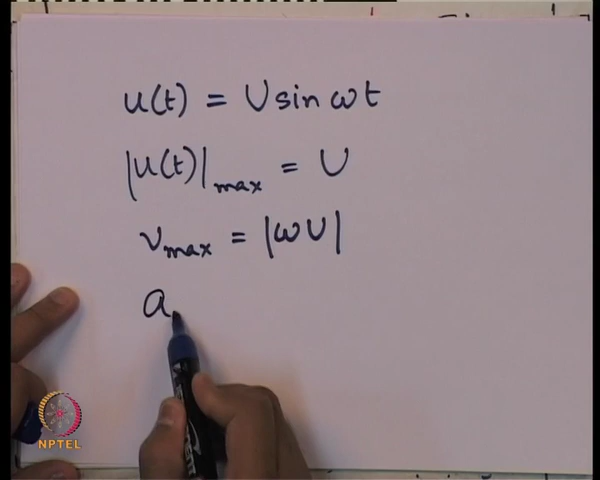 u(t) = U sin ωt
|u(t)|max = U
vmax = |ωU|
a
NPTEL